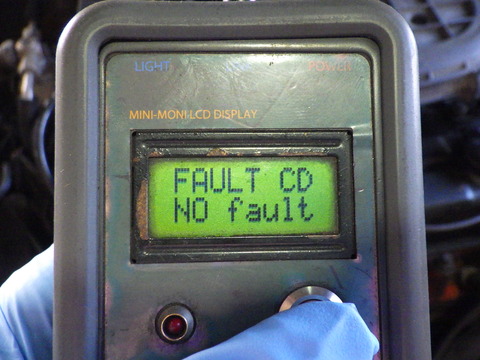 LIGHT POWER
MINI-MONI LCD DISPLAY
FAULT CD
NO fault